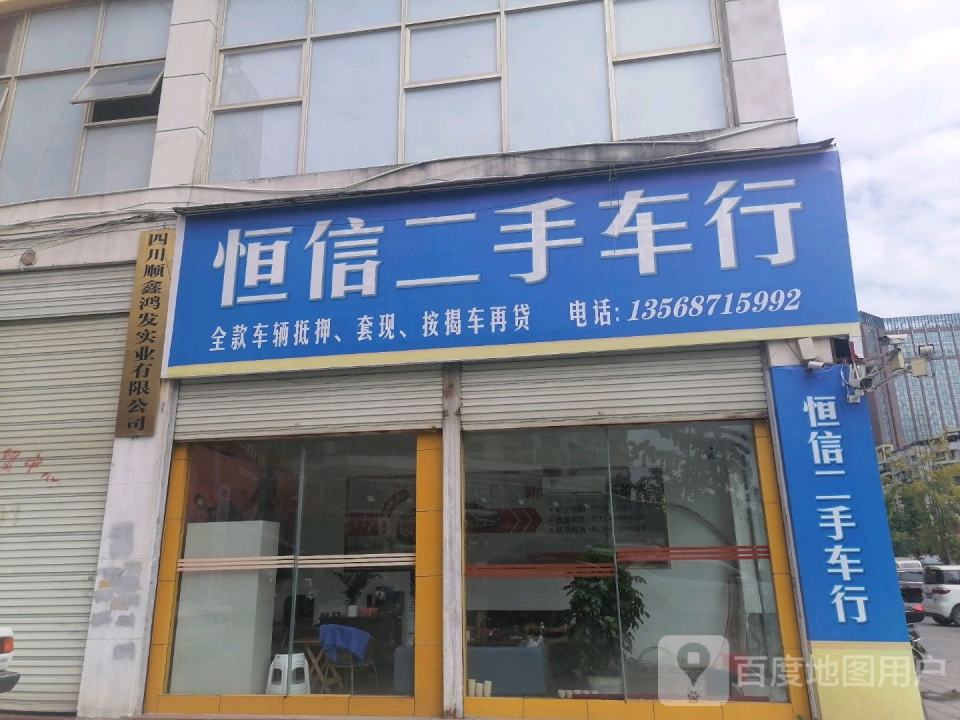 恒信二手车行
全款车辆抵押、套现、按揭车再贷 电话: 13568715992
四川顺鑫鸿发实业有限公司
恒信二手车行
百度地图用户